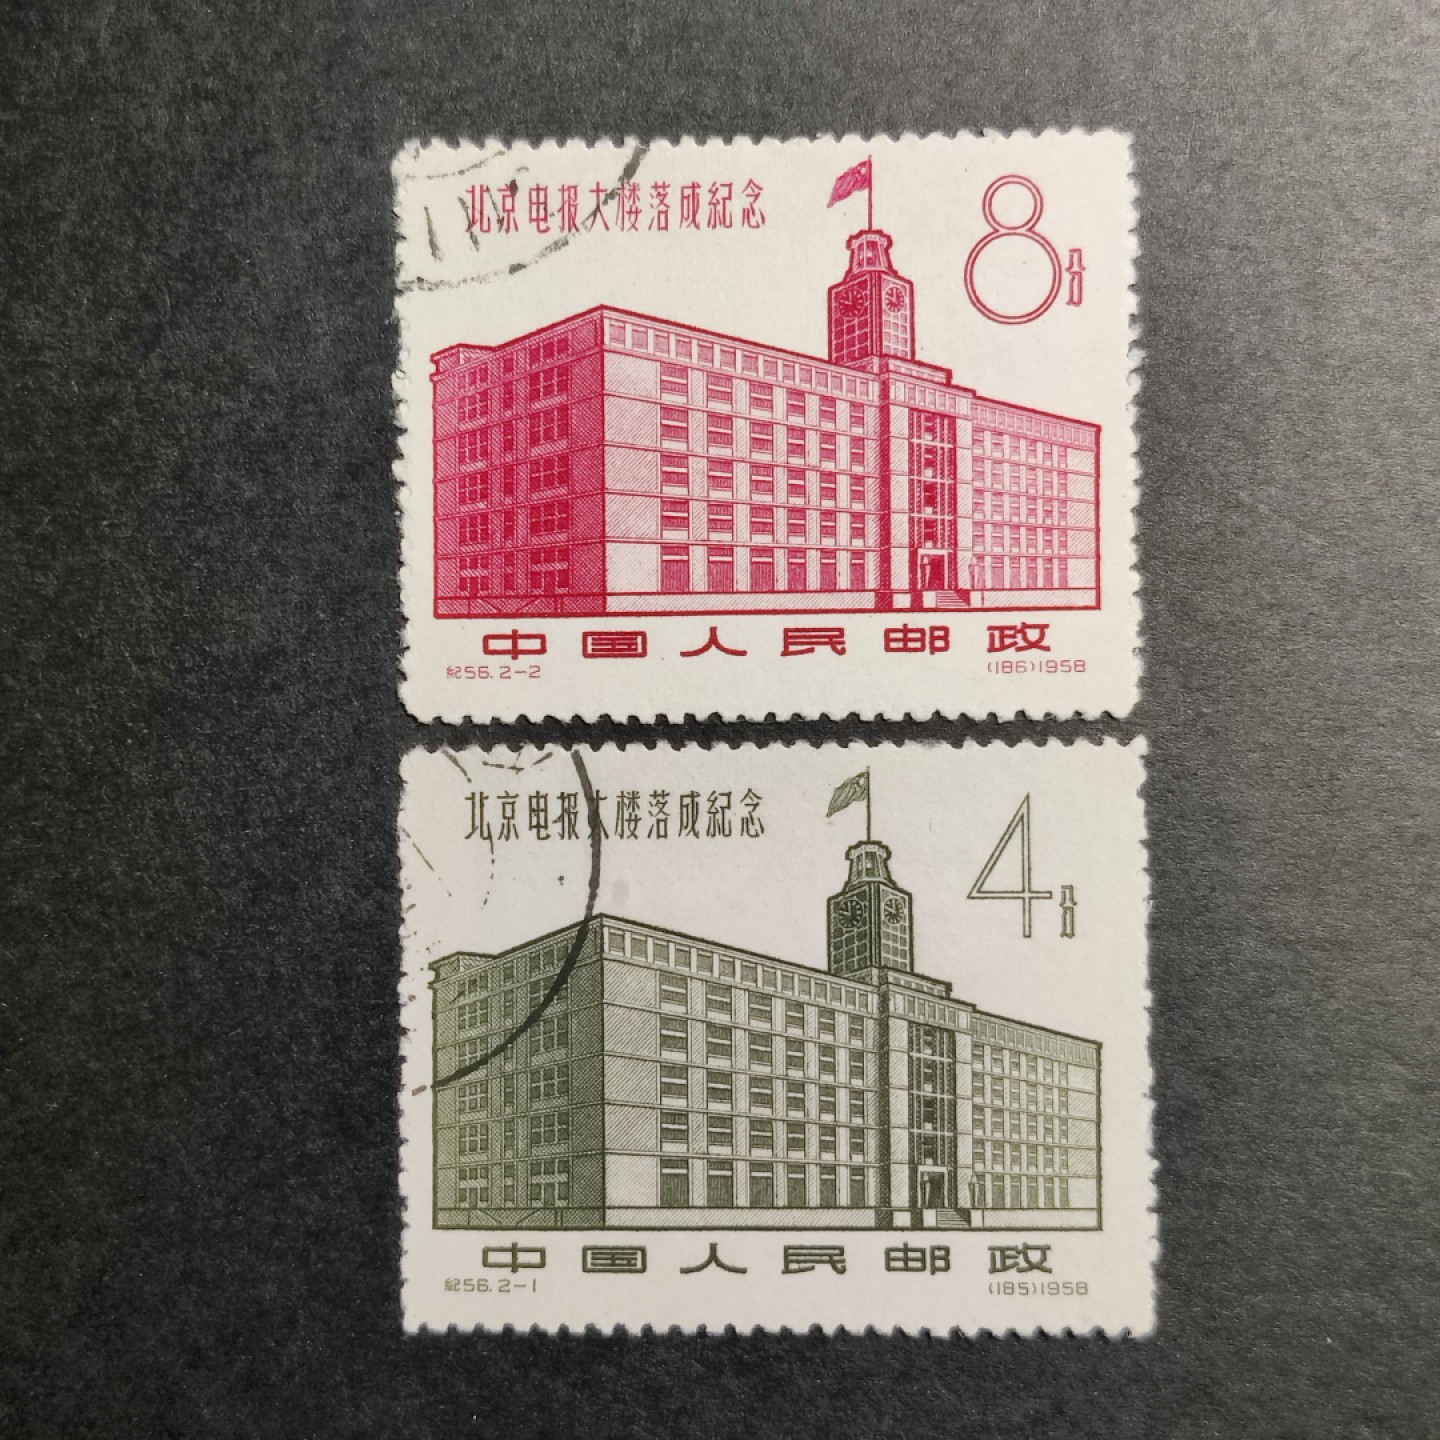 北京电报大楼落成紀念
8分
中国人民邮政
紀56.2-2
(186)1958
北京电报大楼落成紀念
4分
中国人民邮政
紀56.2-1
(185)1958